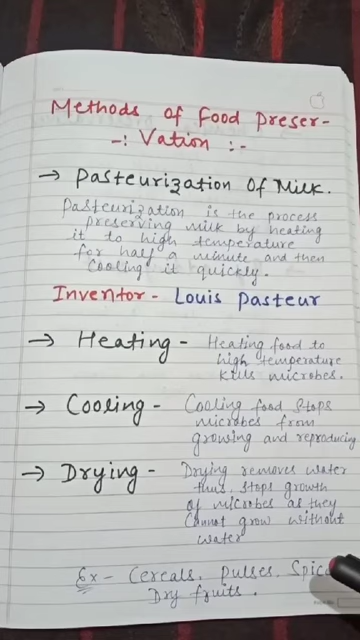 Methods of Food Preser-
-: Vation :-
→ Pasteurization Of Milk.
Pasteurization is the process
preserving milk by heating
it to high temperature
for half a minute and then
cooling it quickly.
Inventor - Louis Pasteur
→ Heating - Heating food to
high temperature
kills microbes.
→ Cooling - Cooling food stops
microbes from
growing and reproducing
→ Drying - Drying removes water
thus, stops growth
of microbes as they
cannot grow without
water
Ex - Cereals, Pulses, Spice
Dry fruits.